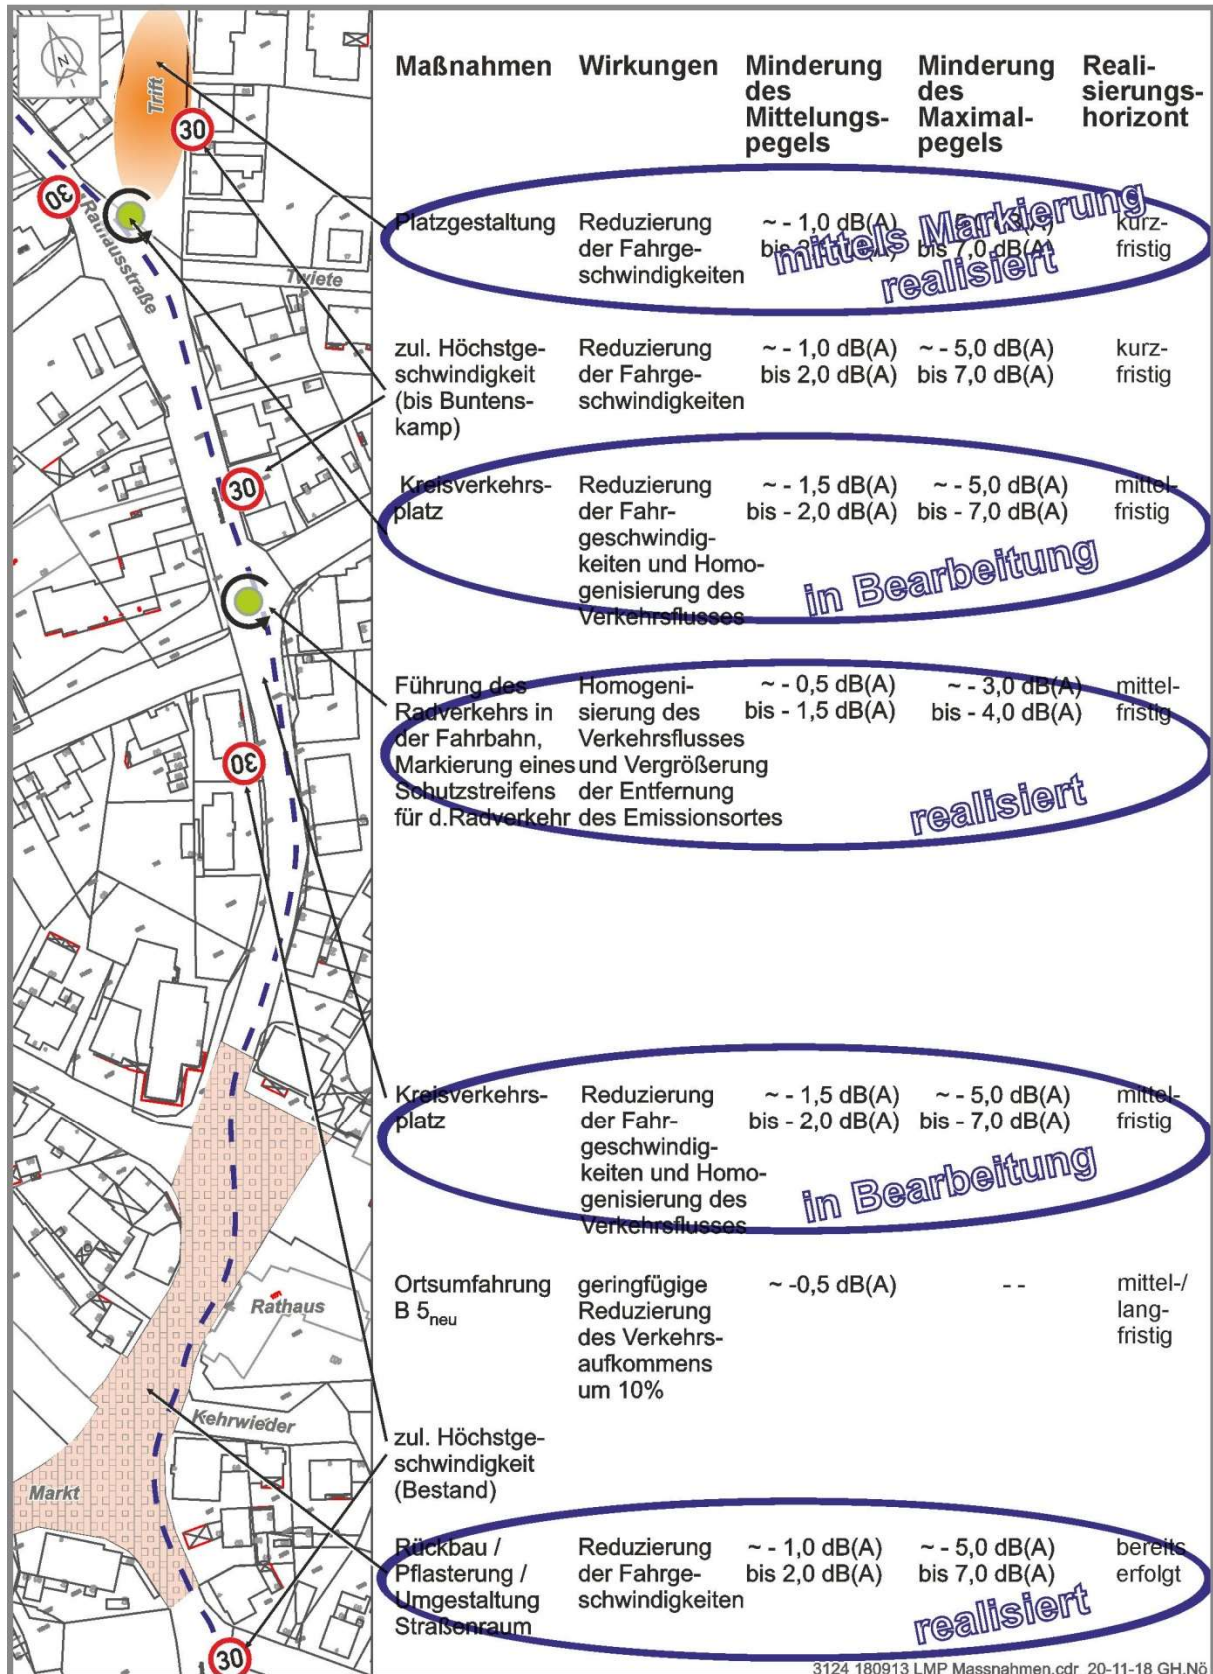 N
Trift
30
30
Rathausstraße
Twiete
30
30
Rathaus
Kehrwieder
Markt
30
Maßnahmen Wirkungen Minderung des Mittelungs-pegels Minderung des Maximal-pegels Reali-sierungs-horizont
Platzgestaltung Reduzierung ~ - 1,0 dB(A) kurz-
der Fahrge- bis 7,0 dB(A) fristig
schwindigkeiten
mittels Markierung
realisiert
zul. Höchstge- Reduzierung ~ - 1,0 dB(A) ~ - 5,0 dB(A) kurz-
schwindigkeit der Fahrge- bis 2,0 dB(A) bis 7,0 dB(A) fristig
(bis Buntens- schwindigkeiten
kamp)
Kreisverkehrs- Reduzierung ~ - 1,5 dB(A) ~ - 5,0 dB(A) mittel-
platz der Fahr- bis - 2,0 dB(A) bis - 7,0 dB(A) fristig
geschwindig-
keiten und Homo-
genisierung des
Verkehrsflusses
in Bearbeitung
Führung des Homogeni- ~ - 0,5 dB(A) ~ - 3,0 dB(A) mittel-
Radverkehrs in sierung des bis - 1,5 dB(A) bis - 4,0 dB(A) fristig
der Fahrbahn, Verkehrsflusses
Markierung eines und Vergrößerung
Schutzstreifens der Entfernung
für d.Radverkehr des Emissionsortes
realisiert
Kreisverkehrs- Reduzierung ~ - 1,5 dB(A) ~ - 5,0 dB(A) mittel-
platz der Fahr- bis - 2,0 dB(A) bis - 7,0 dB(A) fristig
geschwindig-
keiten und Homo-
genisierung des
Verkehrsflusses
in Bearbeitung
Ortsumfahrung geringfügige ~ -0,5 dB(A) - - mittel-/
B 5neu Reduzierung lang-
des Verkehrs- fristig
aufkommens
um 10%
zul. Höchstge-
schwindigkeit
(Bestand)
Rückbau / Reduzierung ~ - 1,0 dB(A) ~ - 5,0 dB(A) bereits
Pflasterung / der Fahrge- bis 2,0 dB(A) bis 7,0 dB(A) erfolgt
Umgestaltung schwindigkeiten
Straßenraum
realisiert
3124 180913 LMP Massnahmen.cdr 20-11-18 GH,Nö